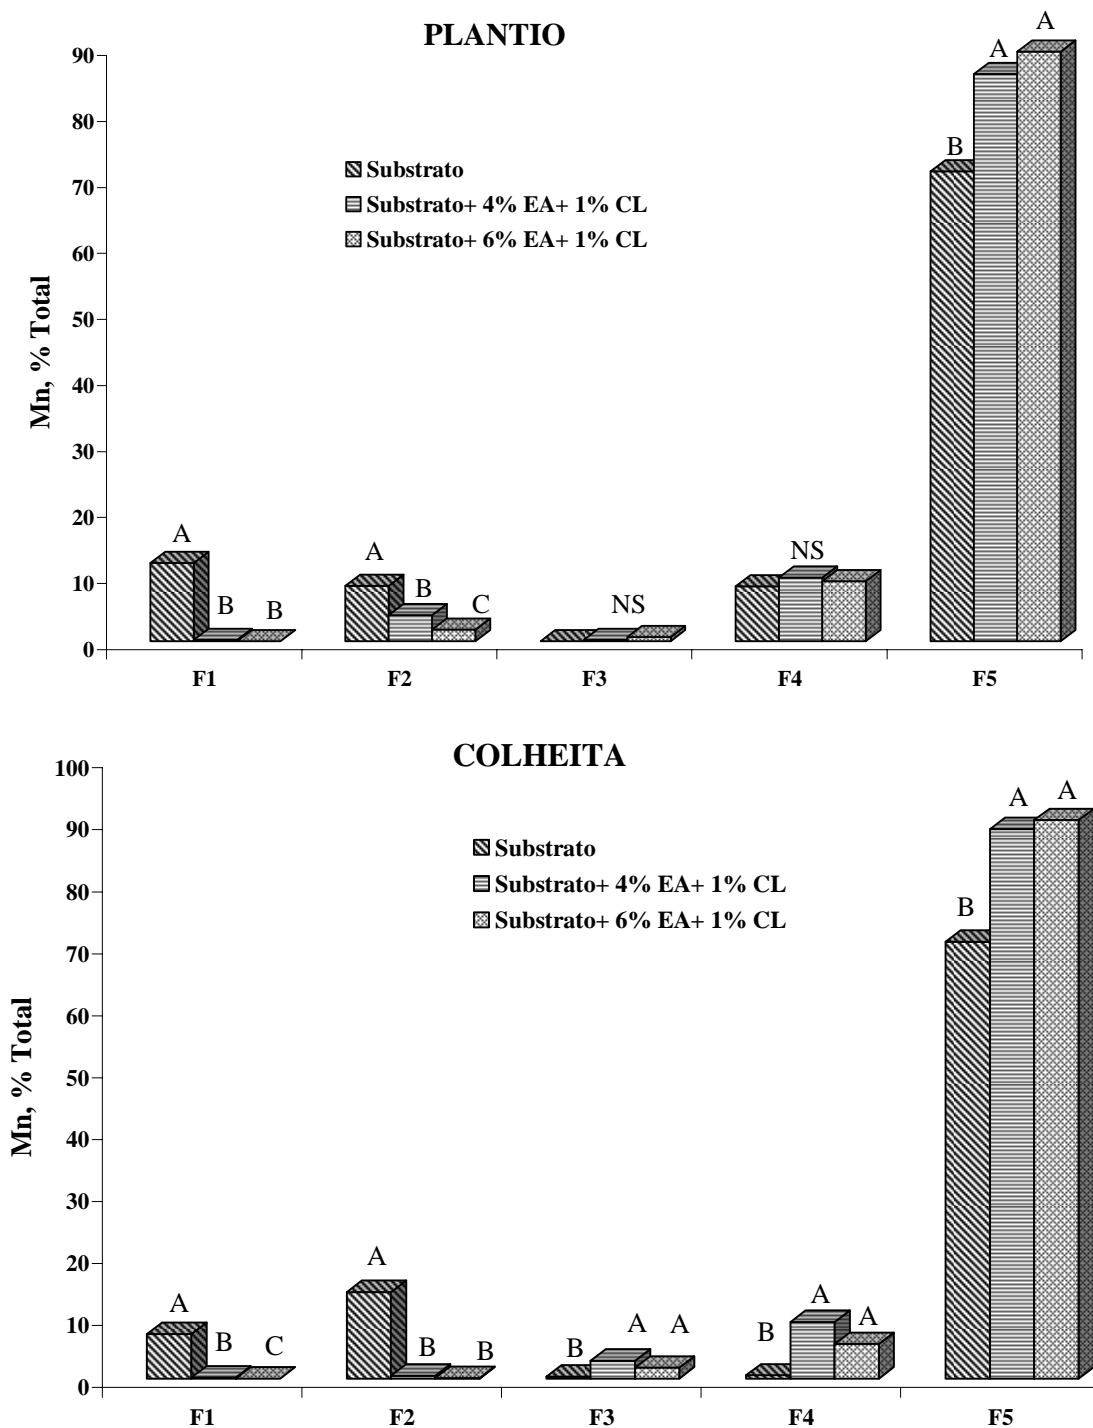 PLANTIO
A
A
90
80
B
70
Substrato
Substrato+ 4% EA+ 1% CL
Substrato+ 6% EA+ 1% CL
60
50
Mn, % Total
40
30
20
A
A
NS
10
B
B
B
C
NS
0
F1
F2
F3
F4
F5
COLHEITA
100
A
A
90
Substrato
Substrato+ 4% EA+ 1% CL
Substrato+ 6% EA+ 1% CL
80
B
70
60
Mn, % Total
50
40
30
20
A
A
A
10
B
C
B
B
B
A
A
B
A
0
F1
F2
F3
F4
F5